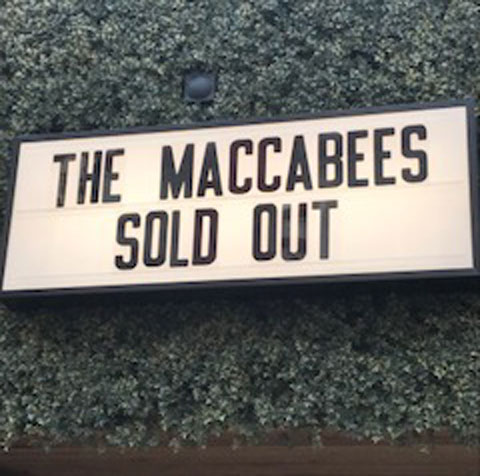 THE MACCABEES
SOLD OUT